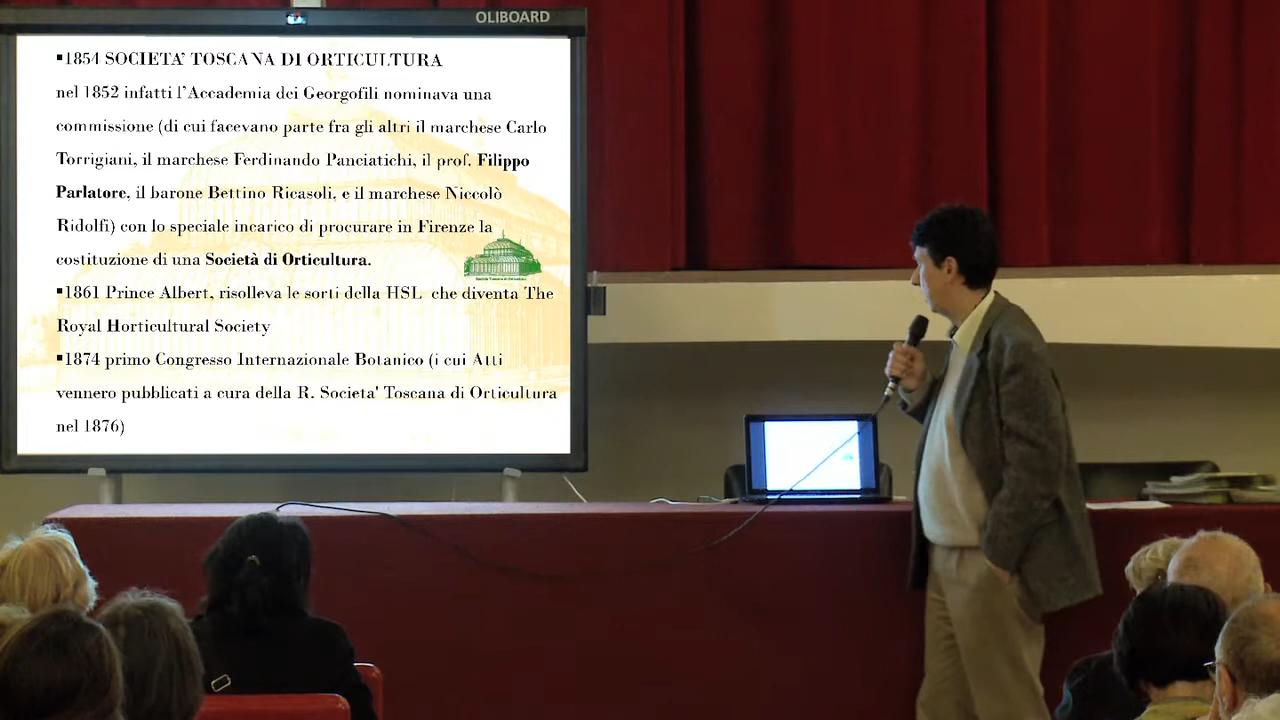 OLIBOARD
▪1854 SOCIETA' TOSCANA DI ORTICULTURA
nel 1852 infatti l'Accademia dei Georgofili nominava una
commissione (di cui facevano parte fra gli altri il marchese Carlo
Torrigiani, il marchese Ferdinando Panciatichi, il prof. Filippo
Parlatore, il barone Bettino Ricasoli, e il marchese Niccolò
Ridolfi) con lo speciale incarico di procurare in Firenze la
costituzione di una Società di Orticultura.
Società Toscana di Orticultura
▪1861 Prince Albert, risolleva le sorti della HSL che diventa The
Royal Horticultural Society
▪1874 primo Congresso Internazionale Botanico (i cui Atti
vennero pubblicati a cura della R. Societa' Toscana di Orticultura
nel 1876)